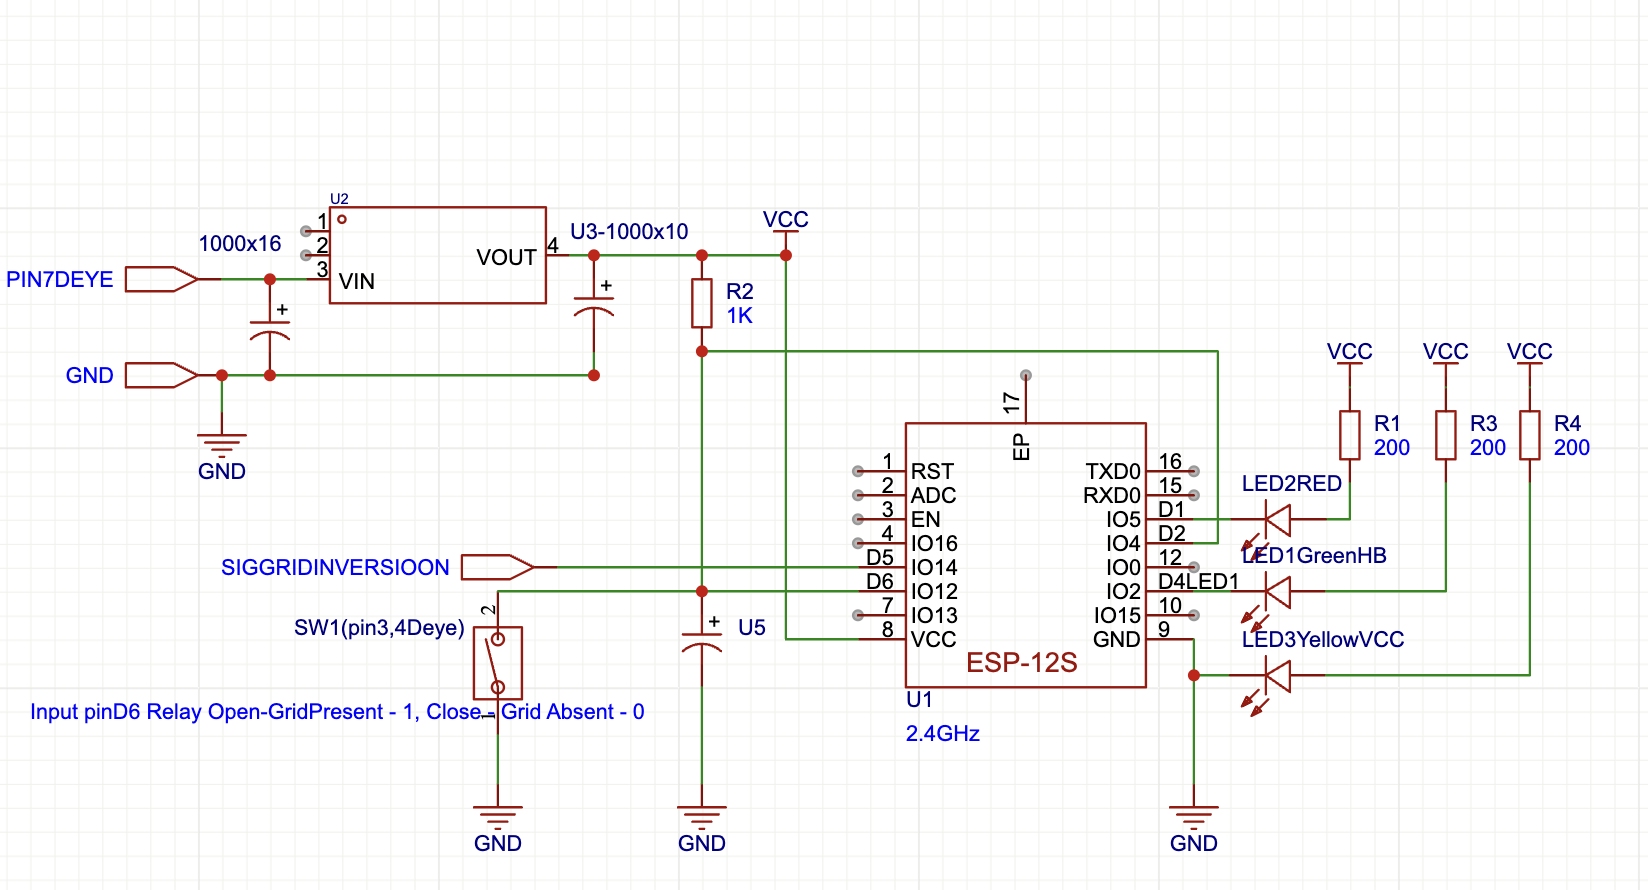 U2
1000x16
U3-1000x10
VCC
1
2
3
VIN
VOUT
4
PIN7DEYE
+
+
R2
1K
GND
GND
VCC
VCC
VCC
R1
200
R3
200
R4
200
17
EP
1
RST
2
ADC
3
EN
4
IO16
D5
IO14
D6
IO12
7
IO13
8
VCC
TXD0
16
RXD0
15
IO5
D1
IO4
D2
IO0
12
IO2
D4LED1
IO15
10
GND
9
ESP-12S
U1
2.4GHz
LED2RED
LED1GreenHB
LED3YellowVCC
SIGGRIDINVERSIOON
2
SW1(pin3,4Deye)
1
+
U5
Input pinD6 Relay Open-GridPresent - 1, Close - Grid Absent - 0
GND
GND
GND